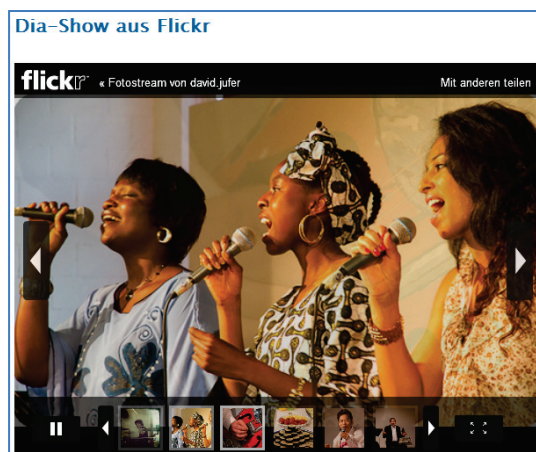 Dia-Show aus Flickr
flickr « Fotostream von david.jufer Mit anderen teilen